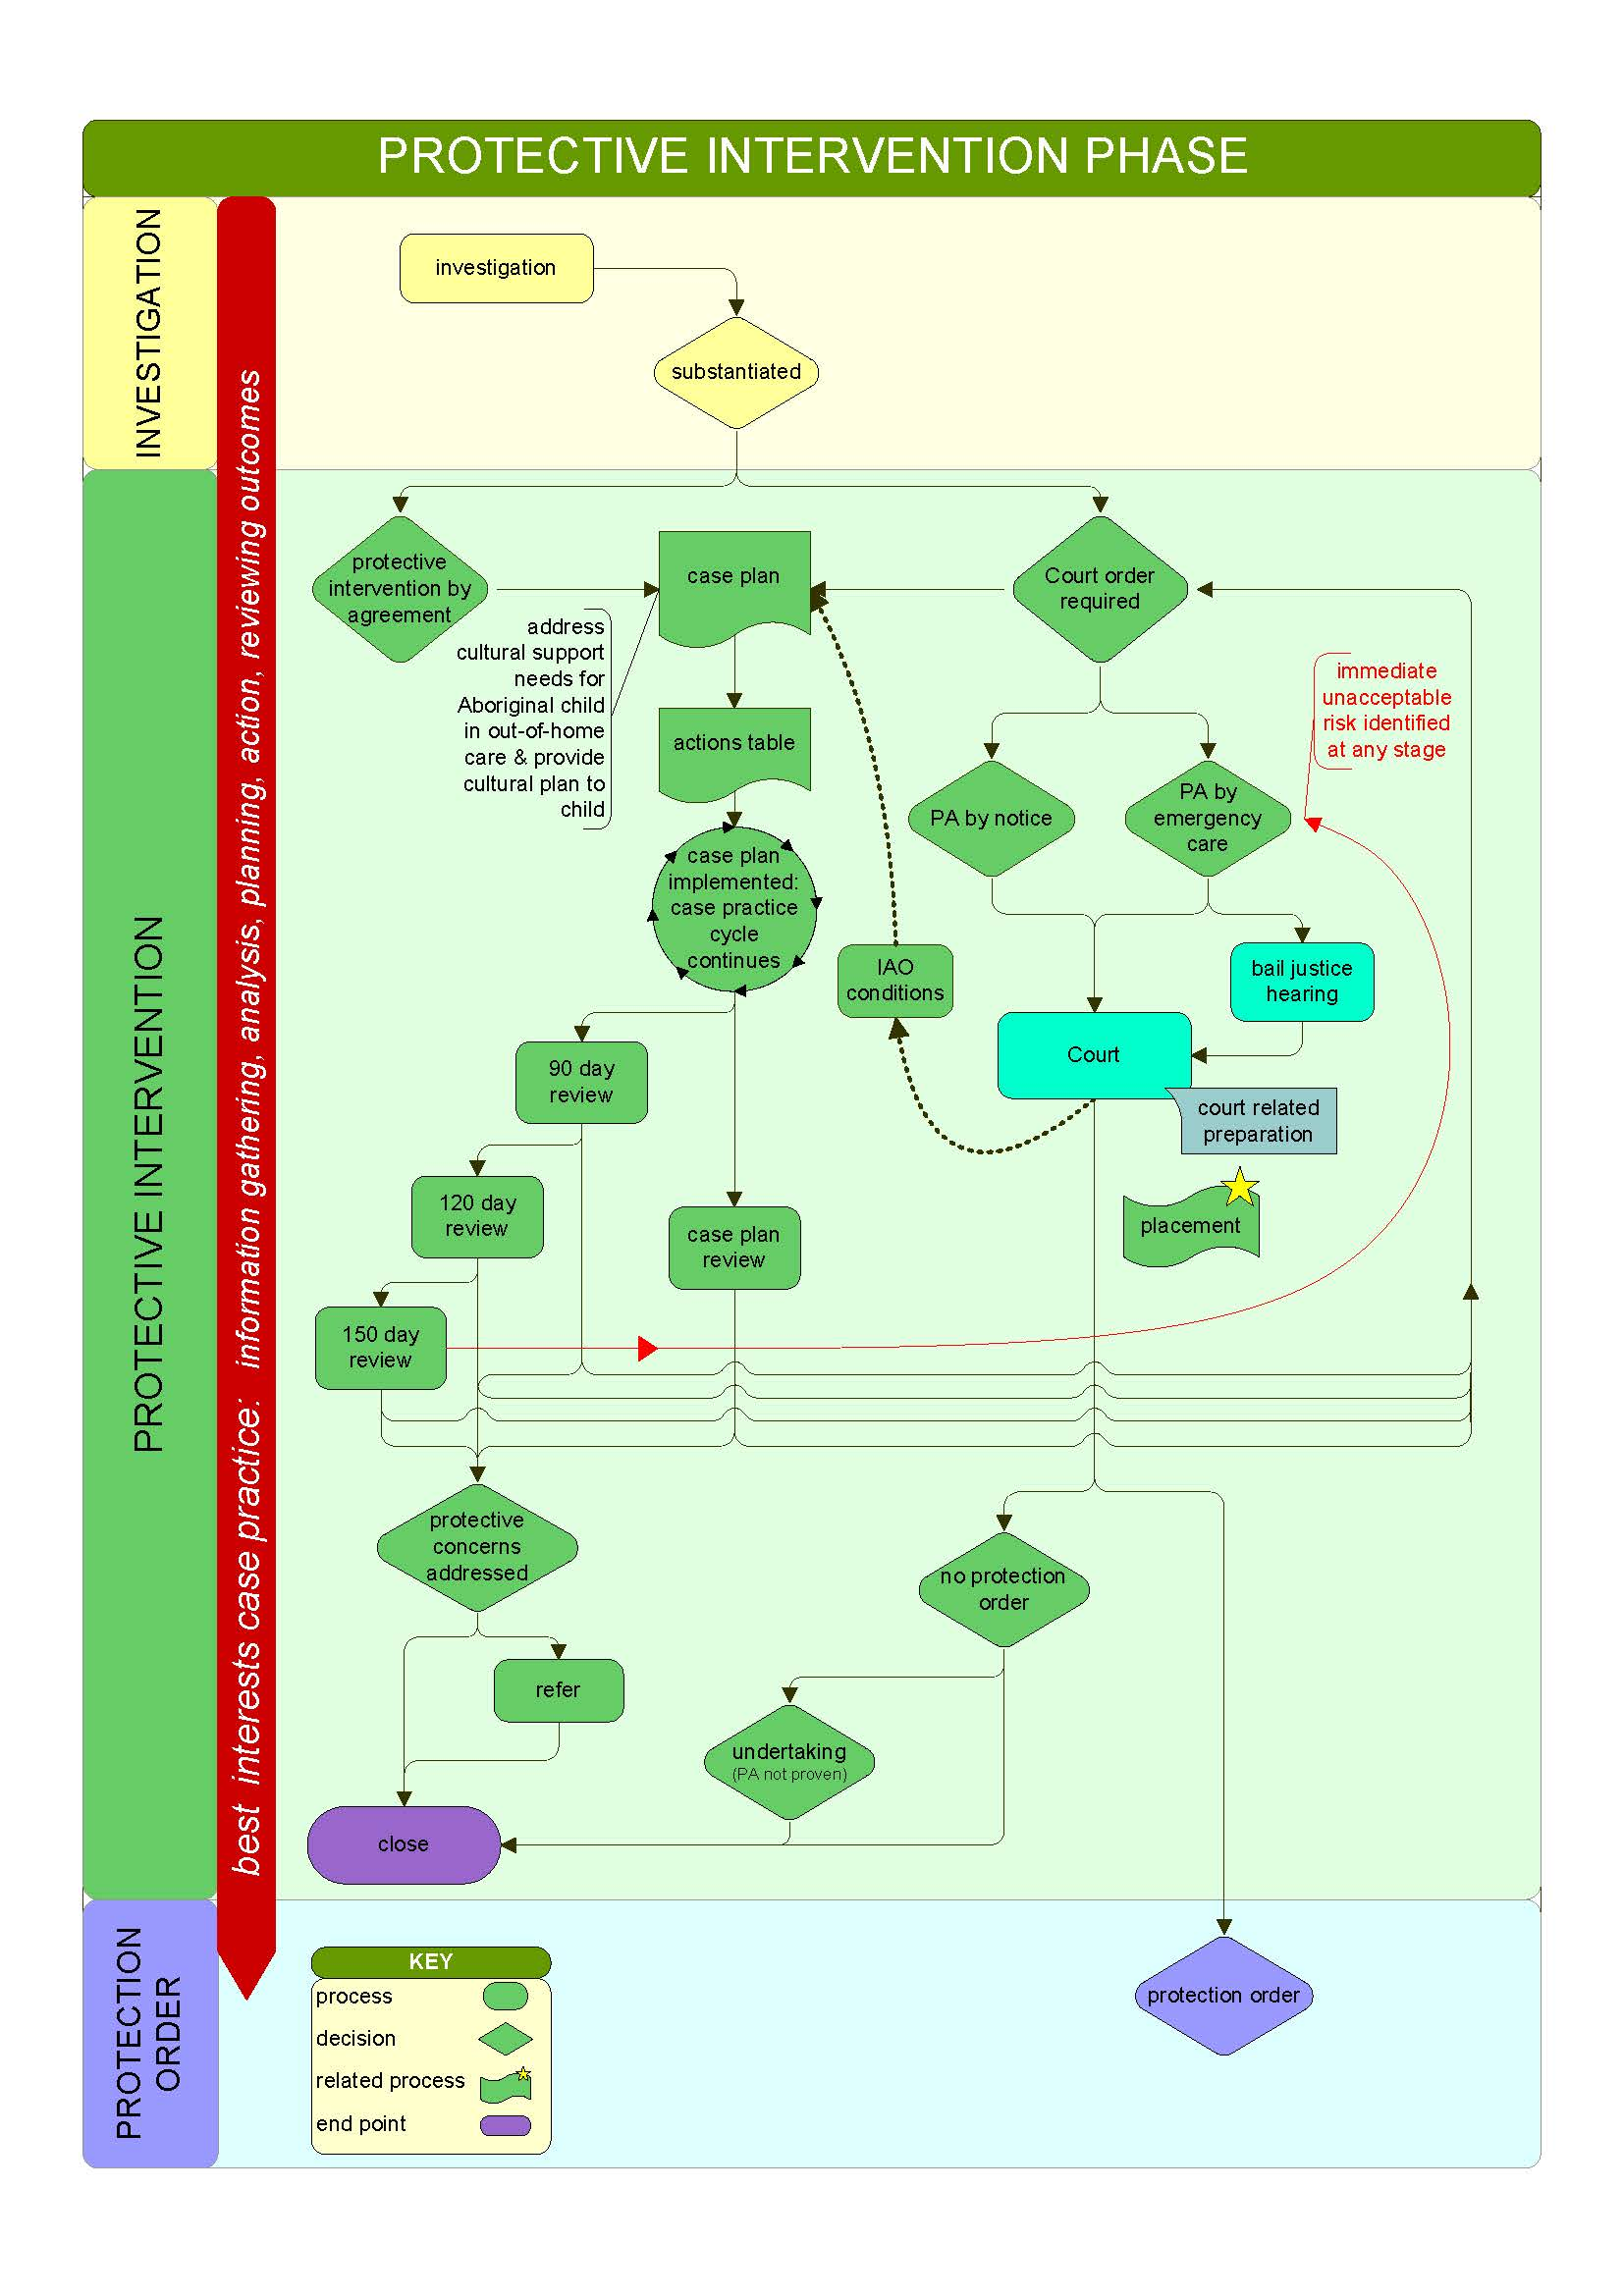 PROTECTIVE INTERVENTION PHASE
INVESTIGATION
best interests case practice: information gathering, analysis, planning, action, reviewing outcomes
investigation
substantiated
PROTECTIVE INTERVENTION
protective
intervention by
agreement
case plan
Court order
required
address
cultural support
needs for
Aboriginal child
in out-of-home
care & provide
cultural plan to
child
immediate
unacceptable
risk identified
at any stage
actions table
PA by notice
PA by
emergency
care
case plan
implemented:
case practice
cycle
continues
IAO
conditions
bail justice
hearing
90 day
review
Court
court related
preparation
120 day
review
case plan
review
placement
150 day
review
protective
concerns
addressed
no protection
order
refer
undertaking
(PA not proven)
close
PROTECTION
ORDER
KEY
process
decision
related process
end point
protection order